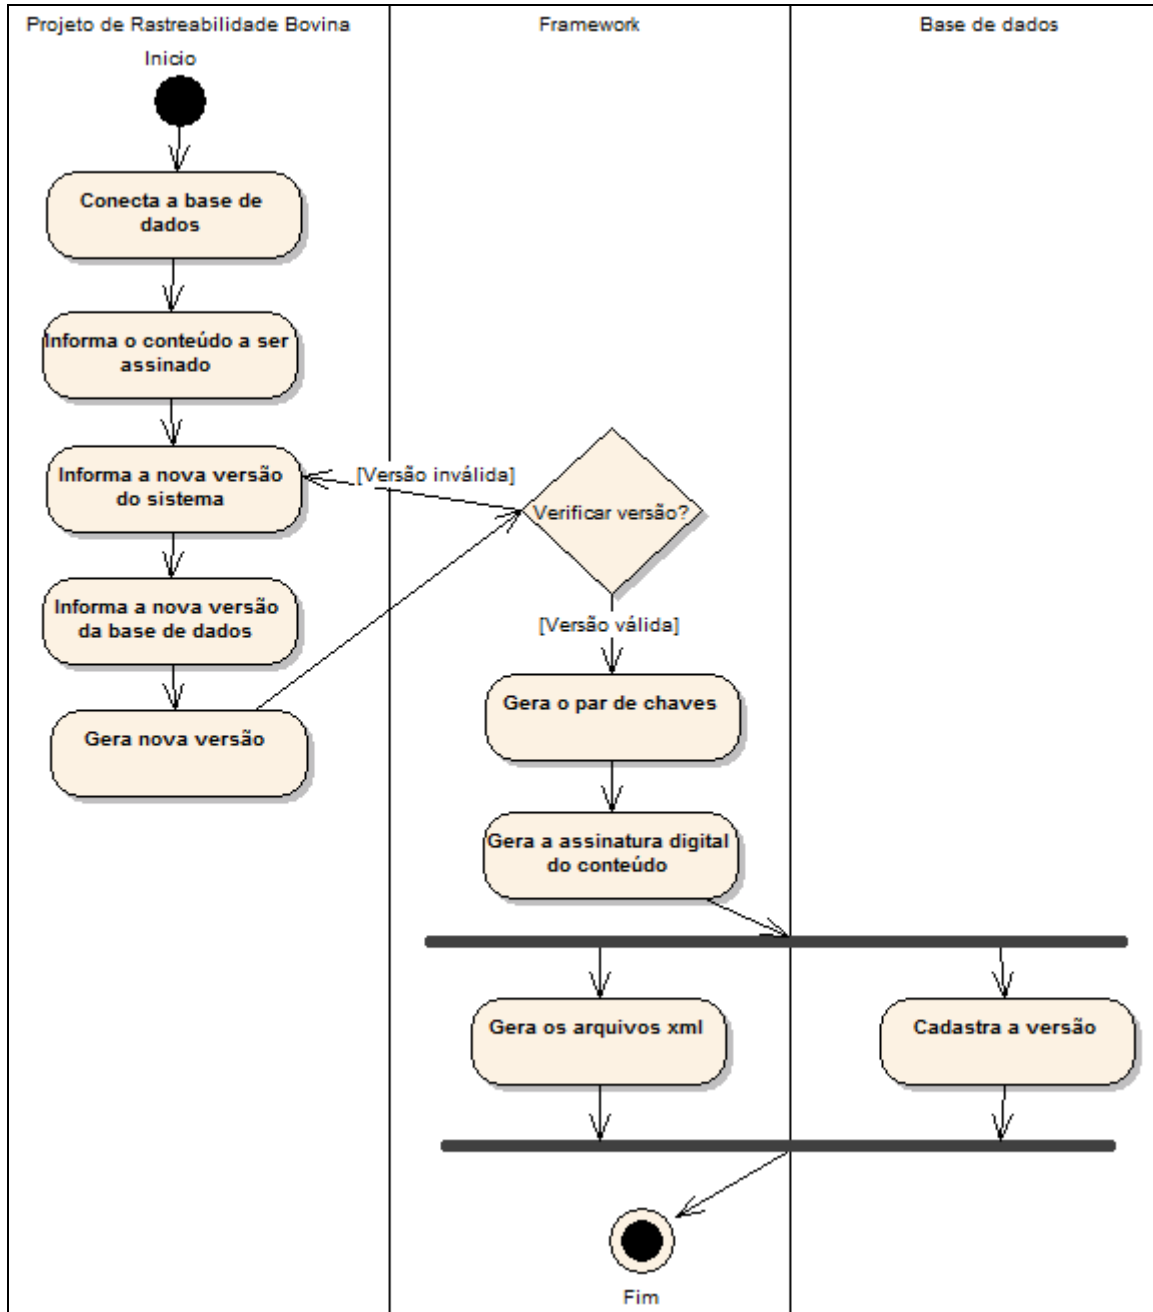 Projeto de Rastreabilidade Bovina
Framework
Base de dados
Inicio
Conecta a base de
dados
Informa o conteúdo a ser
assinado
Informa a nova versão
do sistema
[Versão inválida]
Verificar versão?
Informa a nova versão
da base de dados
[Versão válida]
Gera nova versão
Gera o par de chaves
Gera a assinatura digital
do conteúdo
Gera os arquivos xml
Cadastra a versão
Fim